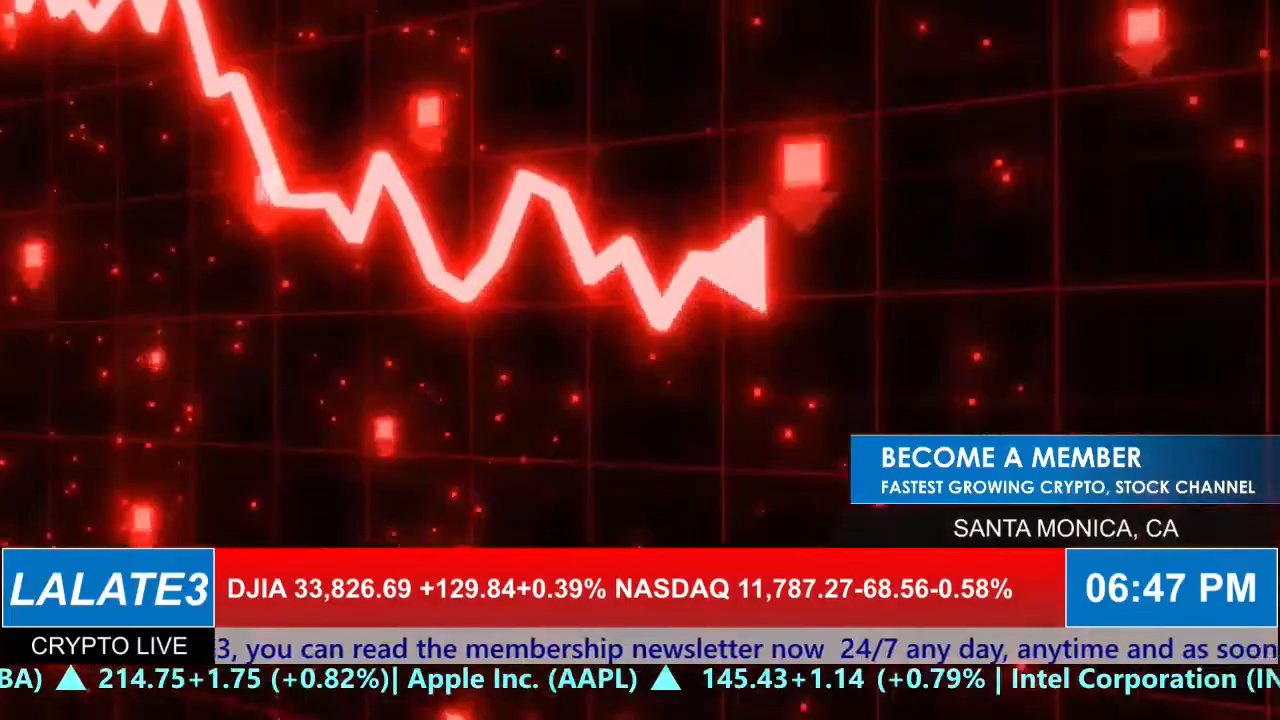 BECOME A MEMBER
FASTEST GROWING CRYPTO, STOCK CHANNEL
SANTA MONICA, CA
LALATE3
DJIA 33,826.69 +129.84+0.39% NASDAQ 11,787.27-68.56-0.58%
06:47 PM
CRYPTO LIVE
3, you can read the membership newsletter now 24/7 any day, anytime and as soon
BA) ▲ 214.75+1.75 (+0.82%)| Apple Inc. (AAPL) ▲ 145.43+1.14 (+0.79% | Intel Corporation (IN